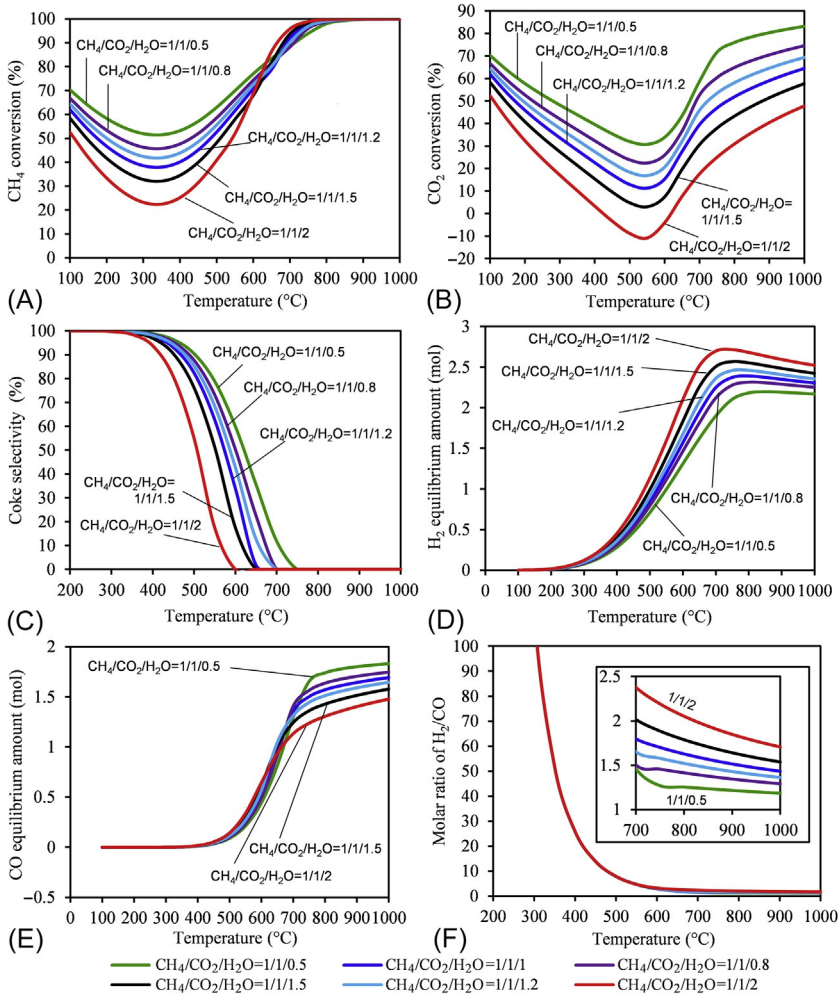 100
90
80
70
60
50
40
30
20
10
0
CH₄ conversion (%)
CH₄/CO₂/H₂O=1/1/0.5
CH₄/CO₂/H₂O=1/1/0.8
CH₄/CO₂/H₂O=1/1/1.2
CH₄/CO₂/H₂O=1/1/1.5
CH₄/CO₂/H₂O=1/1/2
100 200 300 400 500 600 700 800 900 1000
(A) Temperature (°C)
100
90
80
70
60
50
40
30
20
10
0
−10
−20
CO₂ conversion (%)
CH₄/CO₂/H₂O=1/1/0.5
CH₄/CO₂/H₂O=1/1/0.8
CH₄/CO₂/H₂O=1/1/1.2
CH₄/CO₂/H₂O=
1/1/1.5
CH₄/CO₂/H₂O=1/1/2
100 200 300 400 500 600 700 800 900 1000
(B) Temperature (°C)
100
90
80
70
60
50
40
30
20
10
0
Coke selectivity (%)
CH₄/CO₂/H₂O=1/1/0.5
CH₄/CO₂/H₂O=1/1/0.8
CH₄/CO₂/H₂O=1/1/1.2
CH₄/CO₂/H₂O=
1/1/1.5
CH₄/CO₂/H₂O=1/1/2
200 300 400 500 600 700 800 900 1000
(C) Temperature (°C)
3
2.5
2
1.5
1
0.5
0
H₂ equilibrium amount (mol)
CH₄/CO₂/H₂O=1/1/2
CH₄/CO₂/H₂O=1/1/1.5
CH₄/CO₂/H₂O=
1/1/1.2
CH₄/CO₂/H₂O=1/1/0.8
CH₄/CO₂/H₂O=1/1/0.5
0 100 200 300 400 500 600 700 800 900 1000
(D) Temperature (°C)
2
1.5
1
0.5
0
−0.5
CO equilibrium amount (mol)
CH₄/CO₂/H₂O=1/1/0.5
CH₄/CO₂/H₂O=1/1/1.5
CH₄/CO₂/H₂O=1/1/2
0 100 200 300 400 500 600 700 800 900 1000
(E) Temperature (°C)
100
90
80
70
60
50
40
30
20
10
0
Molar ratio of H₂/CO
2.5
2
1.5
1
1/1/2
1/1/0.5
700 800 900 1000
200 300 400 500 600 700 800 900 1000
(F) Temperature (°C)
CH₄/CO₂/H₂O=1/1/0.5 CH₄/CO₂/H₂O=1/1/1 CH₄/CO₂/H₂O=1/1/0.8
CH₄/CO₂/H₂O=1/1/1.5 CH₄/CO₂/H₂O=1/1/1.2 CH₄/CO₂/H₂O=1/1/2